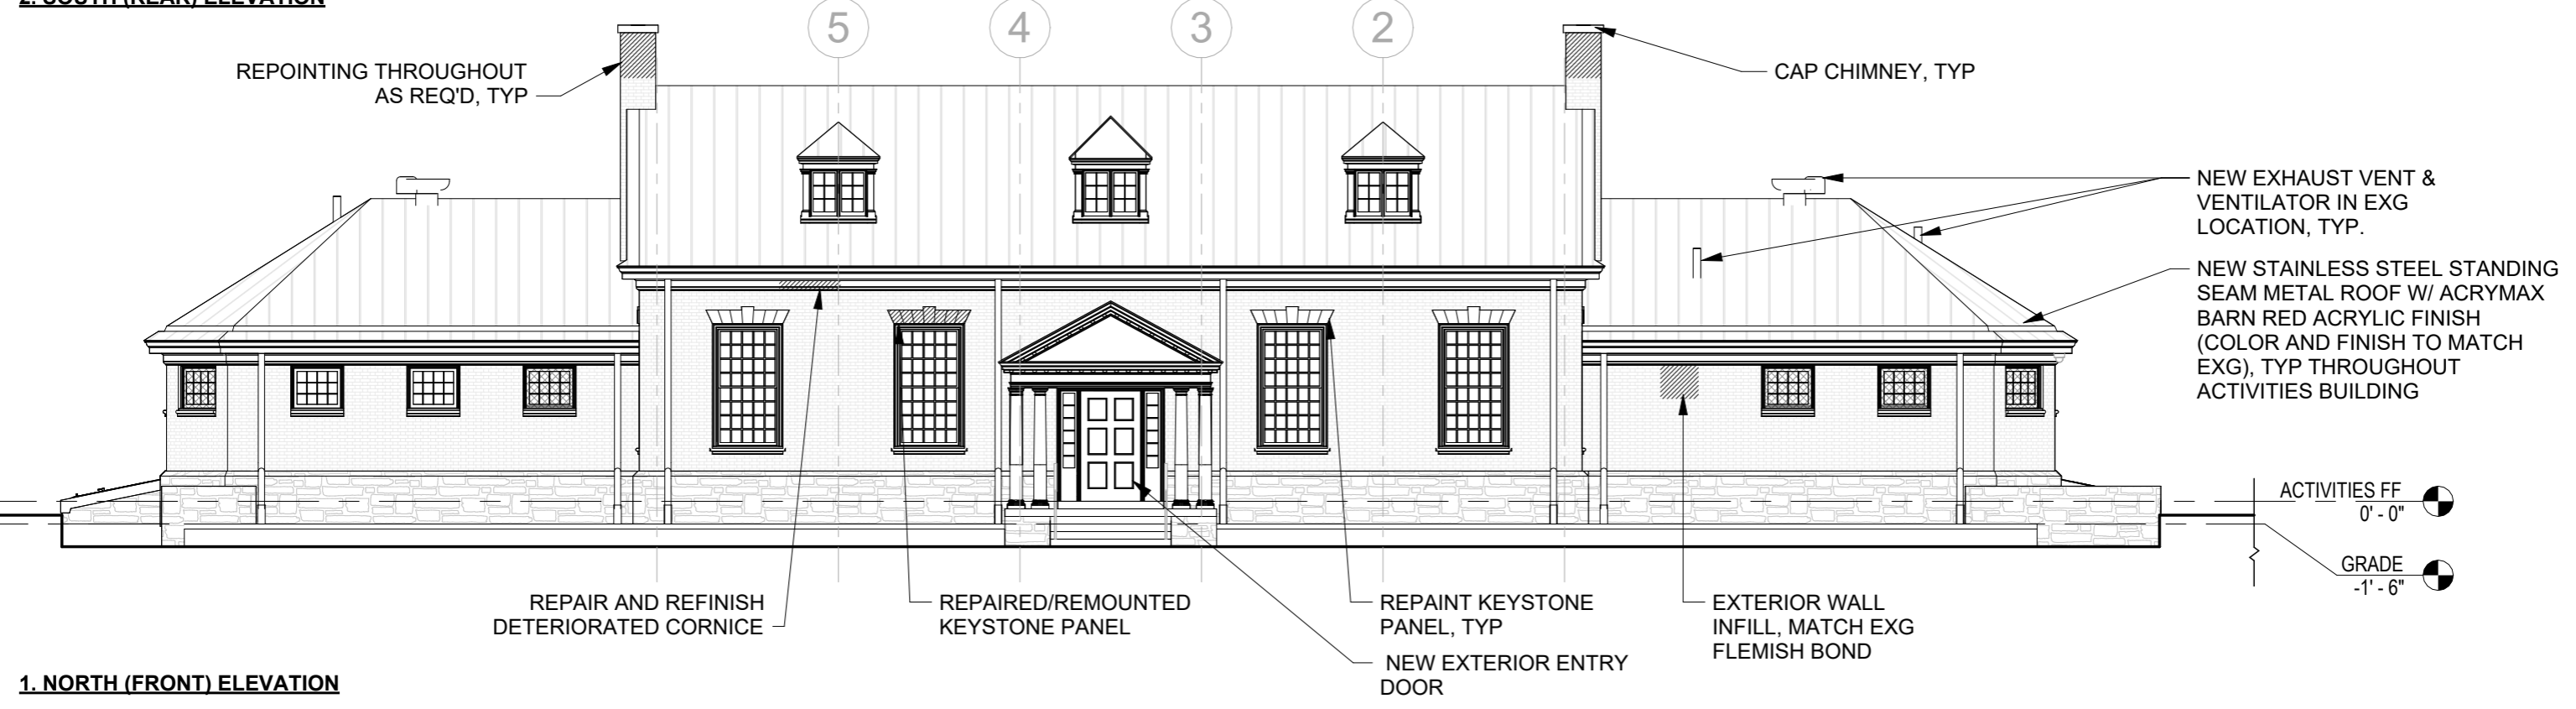 2. SOUTH (REAR) ELEVATION
5
4
3
2
REPOINTING THROUGHOUT
AS REQ'D, TYP
CAP CHIMNEY, TYP
NEW EXHAUST VENT &
VENTILATOR IN EXG
LOCATION, TYP.
NEW STAINLESS STEEL STANDING
SEAM METAL ROOF W/ ACRYMAX
BARN RED ACRYLIC FINISH
(COLOR AND FINISH TO MATCH
EXG), TYP THROUGHOUT
ACTIVITIES BUILDING
ACTIVITIES FF
0' - 0"
GRADE
-1' - 6"
REPAIR AND REFINISH
DETERIORATED CORNICE
REPAIRED/REMOUNTED
KEYSTONE PANEL
REPAINT KEYSTONE
PANEL, TYP
NEW EXTERIOR ENTRY
DOOR
EXTERIOR WALL
INFILL, MATCH EXG
FLEMISH BOND
1. NORTH (FRONT) ELEVATION